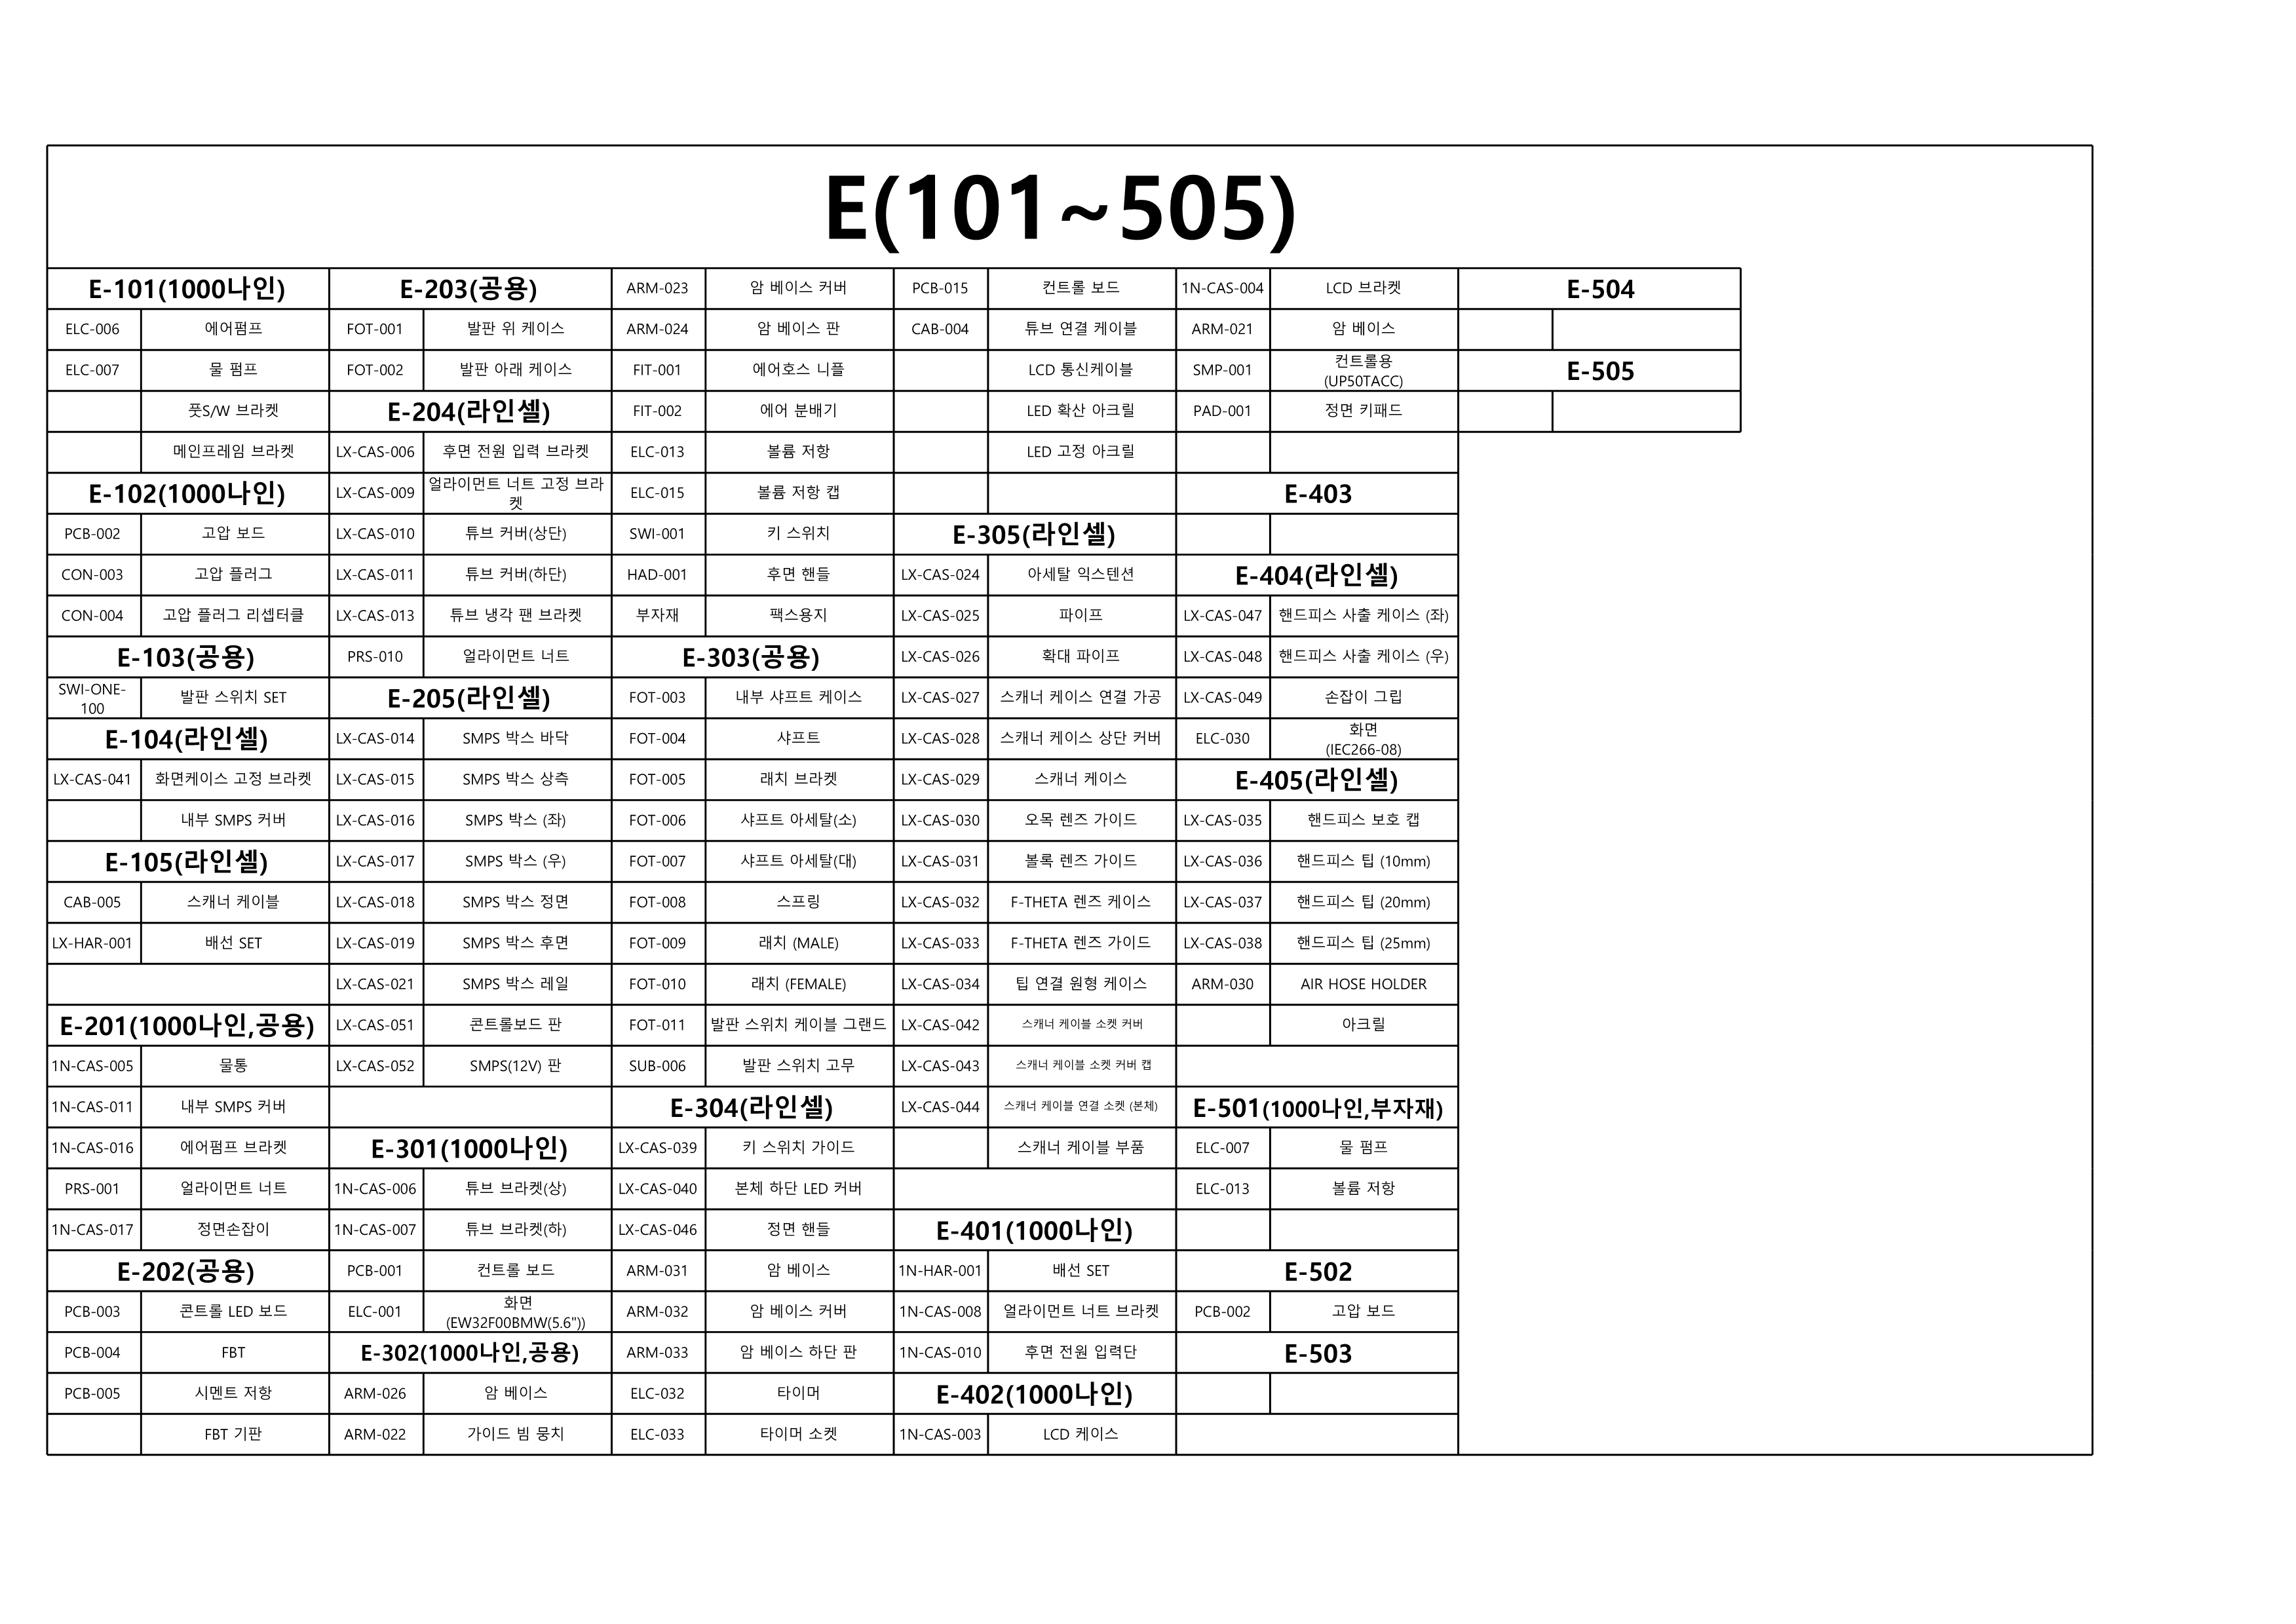 E(101~505)
E-101(1000나인)
ELC-006 에어펌프
ELC-007 물 펌프
풋S/W 브라켓
메인프레임 브라켓
E-102(1000나인)
PCB-002 고압 보드
CON-003 고압 플러그
CON-004 고압 플러그 리셉터클
E-103(공용)
SWI-ONE-
100 발판 스위치 SET
E-104(라인셀)
LX-CAS-041 화면케이스 고정 브라켓
내부 SMPS 커버
E-105(라인셀)
CAB-005 스캐너 케이블
LX-HAR-001 배선 SET
E-201(1000나인,공용)
1N-CAS-005 물통
1N-CAS-011 내부 SMPS 커버
1N-CAS-016 에어펌프 브라켓
PRS-001 얼라이먼트 너트
1N-CAS-017 정면손잡이
E-202(공용)
PCB-003 콘트롤 LED 보드
PCB-004 FBT
PCB-005 시멘트 저항
FBT 기판
E-203(공용)
FOT-001 발판 위 케이스
FOT-002 발판 아래 케이스
E-204(라인셀)
LX-CAS-006 후면 전원 입력 브라켓
LX-CAS-009 얼라이먼트 너트 고정 브라
켓
LX-CAS-010 튜브 커버(상단)
LX-CAS-011 튜브 커버(하단)
LX-CAS-013 튜브 냉각 팬 브라켓
PRS-010 얼라이먼트 너트
E-205(라인셀)
LX-CAS-014 SMPS 박스 바닥
LX-CAS-015 SMPS 박스 상측
LX-CAS-016 SMPS 박스 (좌)
LX-CAS-017 SMPS 박스 (우)
LX-CAS-018 SMPS 박스 정면
LX-CAS-019 SMPS 박스 후면
LX-CAS-021 SMPS 박스 레일
LX-CAS-051 콘트롤보드 판
LX-CAS-052 SMPS(12V) 판
E-301(1000나인)
1N-CAS-006 튜브 브라켓(상)
1N-CAS-007 튜브 브라켓(하)
PCB-001 컨트롤 보드
ELC-001 화면
(EW32F00BMW(5.6"))
E-302(1000나인,공용)
ARM-026 암 베이스
ARM-022 가이드 빔 뭉치
ARM-023 암 베이스 커버
ARM-024 암 베이스 판
FIT-001 에어호스 니플
FIT-002 에어 분배기
ELC-013 볼륨 저항
ELC-015 볼륨 저항 캡
SWI-001 키 스위치
HAD-001 후면 핸들
부자재 팩스용지
E-303(공용)
FOT-003 내부 샤프트 케이스
FOT-004 샤프트
FOT-005 래치 브라켓
FOT-006 샤프트 아세탈(소)
FOT-007 샤프트 아세탈(대)
FOT-008 스프링
FOT-009 래치 (MALE)
FOT-010 래치 (FEMALE)
FOT-011 발판 스위치 케이블 그랜드
SUB-006 발판 스위치 고무
E-304(라인셀)
LX-CAS-039 키 스위치 가이드
LX-CAS-040 본체 하단 LED 커버
LX-CAS-046 정면 핸들
ARM-031 암 베이스
ARM-032 암 베이스 커버
ARM-033 암 베이스 하단 판
ELC-032 타이머
ELC-033 타이머 소켓
PCB-015 컨트롤 보드
CAB-004 튜브 연결 케이블
LCD 통신케이블
LED 확산 아크릴
LED 고정 아크릴
E-305(라인셀)
LX-CAS-024 아세탈 익스텐션
LX-CAS-025 파이프
LX-CAS-026 확대 파이프
LX-CAS-027 스캐너 케이스 연결 가공
LX-CAS-028 스캐너 케이스 상단 커버
LX-CAS-029 스캐너 케이스
LX-CAS-030 오목 렌즈 가이드
LX-CAS-031 볼록 렌즈 가이드
LX-CAS-032 F-THETA 렌즈 케이스
LX-CAS-033 F-THETA 렌즈 가이드
LX-CAS-034 팁 연결 원형 케이스
LX-CAS-042 스캐너 케이블 소켓 커버
LX-CAS-043 스캐너 케이블 소켓 커버 캡
LX-CAS-044 스캐너 케이블 연결 소켓 (본체)
스캐너 케이블 부품
E-401(1000나인)
1N-HAR-001 배선 SET
1N-CAS-008 얼라이먼트 너트 브라켓
1N-CAS-010 후면 전원 입력단
E-402(1000나인)
1N-CAS-003 LCD 케이스
1N-CAS-004 LCD 브라켓
ARM-021 암 베이스
SMP-001 컨트롤용
(UP50TACC)
PAD-001 정면 키패드
E-403
E-404(라인셀)
LX-CAS-047 핸드피스 사출 케이스 (좌)
LX-CAS-048 핸드피스 사출 케이스 (우)
LX-CAS-049 손잡이 그립
ELC-030 화면
(IEC266-08)
E-405(라인셀)
LX-CAS-035 핸드피스 보호 캡
LX-CAS-036 핸드피스 팁 (10mm)
LX-CAS-037 핸드피스 팁 (20mm)
LX-CAS-038 핸드피스 팁 (25mm)
ARM-030 AIR HOSE HOLDER
아크릴
E-501(1000나인,부자재)
ELC-007 물 펌프
ELC-013 볼륨 저항
E-502
PCB-002 고압 보드
E-503
E-504
E-505